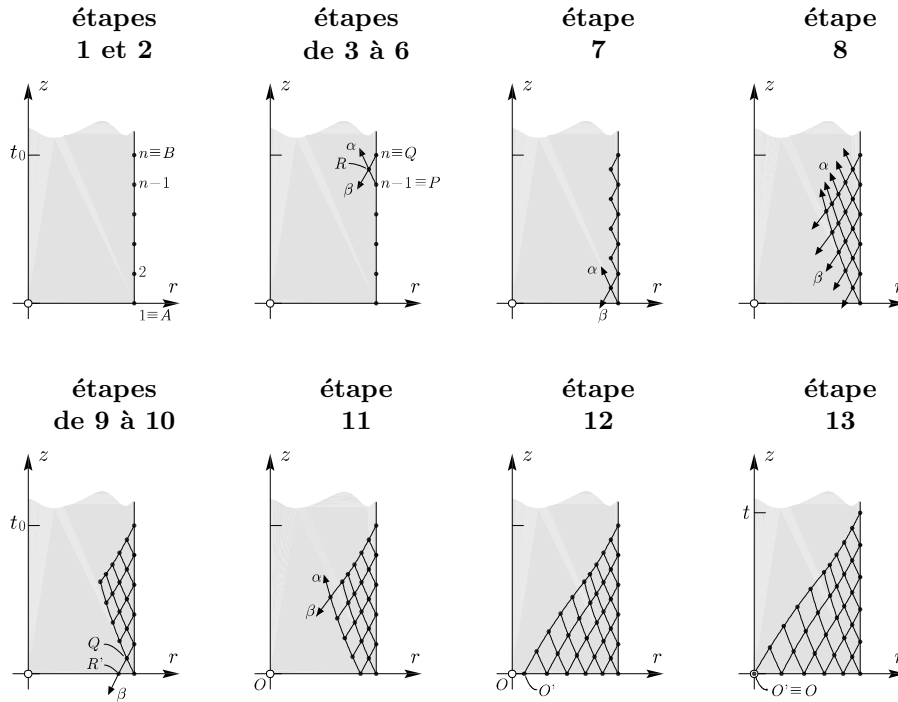 étapes
1 et 2
z
t0
n≡B
n−1
2
r
1≡A
étapes
de 3 à 6
z
α
n≡Q
R
n−1≡P
β
r
étape
7
z
α
r
β
étape
8
z
α
β
r
étapes
de 9 à 10
z
t0
Q
R'
r
β
étape
11
z
α
β
r
O
étape
12
z
r
O
O'
étape
13
z
t
r
O'≡O